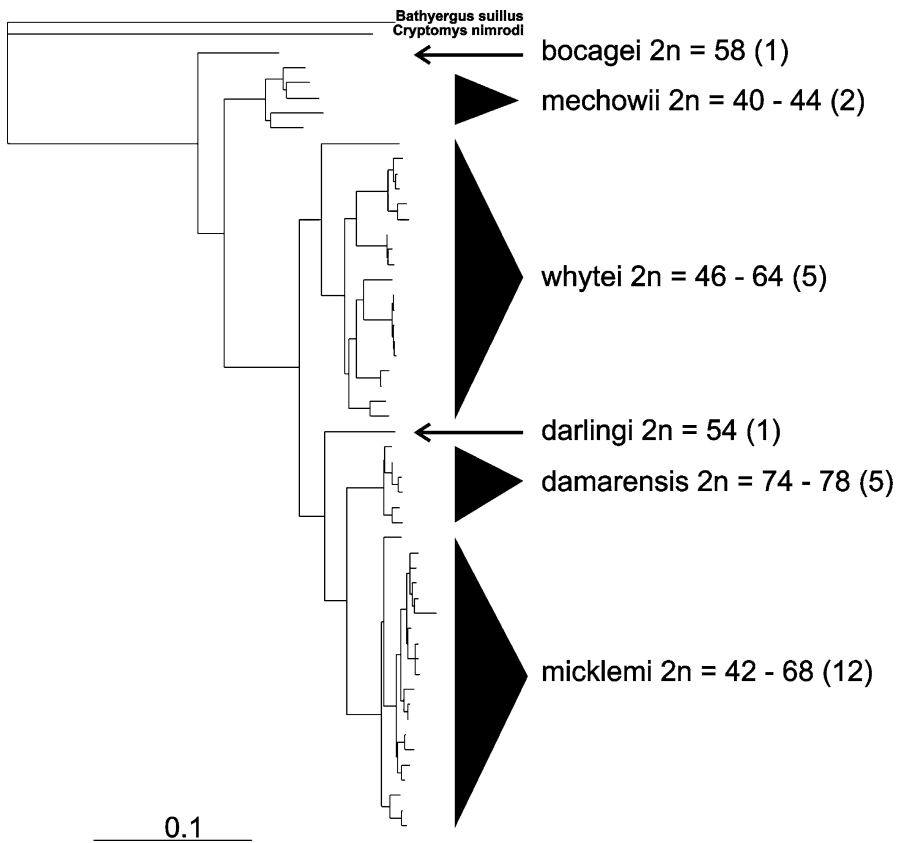 Bathyergus suillus
Cryptomys nimrodi
bocagei 2n = 58 (1)
mechowii 2n = 40 - 44 (2)
whytei 2n = 46 - 64 (5)
darlingi 2n = 54 (1)
damarensis 2n = 74 - 78 (5)
micklemi 2n = 42 - 68 (12)
0.1